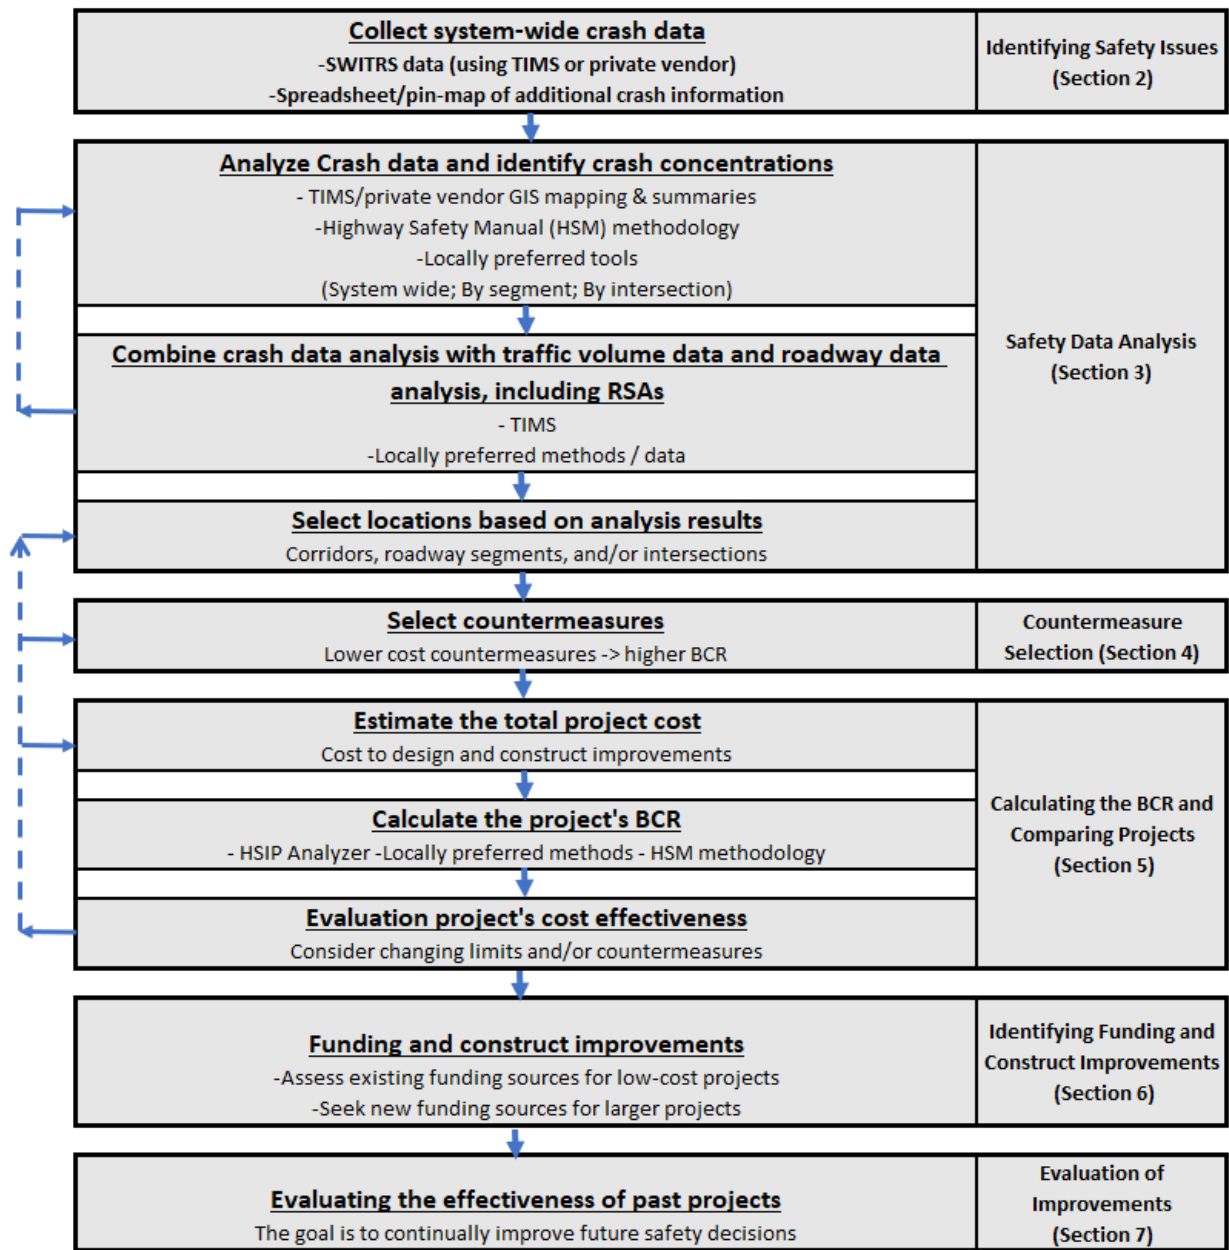 Collect system-wide crash data
-SWITRS data (using TIMS or private vendor)
-Spreadsheet/pin-map of additional crash information
Identifying Safety Issues
(Section 2)
Analyze Crash data and identify crash concentrations
- TIMS/private vendor GIS mapping & summaries
-Highway Safety Manual (HSM) methodology
-Locally preferred tools
(System wide; By segment; By intersection)
Combine crash data analysis with traffic volume data and roadway data
analysis, including RSAs
- TIMS
-Locally preferred methods / data
Select locations based on analysis results
Corridors, roadway segments, and/or intersections
Safety Data Analysis
(Section 3)
Select countermeasures
Lower cost countermeasures -> higher BCR
Countermeasure
Selection (Section 4)
Estimate the total project cost
Cost to design and construct improvements
Calculate the project's BCR
- HSIP Analyzer -Locally preferred methods - HSM methodology
Evaluation project's cost effectiveness
Consider changing limits and/or countermeasures
Calculating the BCR and
Comparing Projects
(Section 5)
Funding and construct improvements
-Assess existing funding sources for low-cost projects
-Seek new funding sources for larger projects
Identifying Funding and
Construct Improvements
(Section 6)
Evaluating the effectiveness of past projects
The goal is to continually improve future safety decisions
Evaluation of
Improvements
(Section 7)